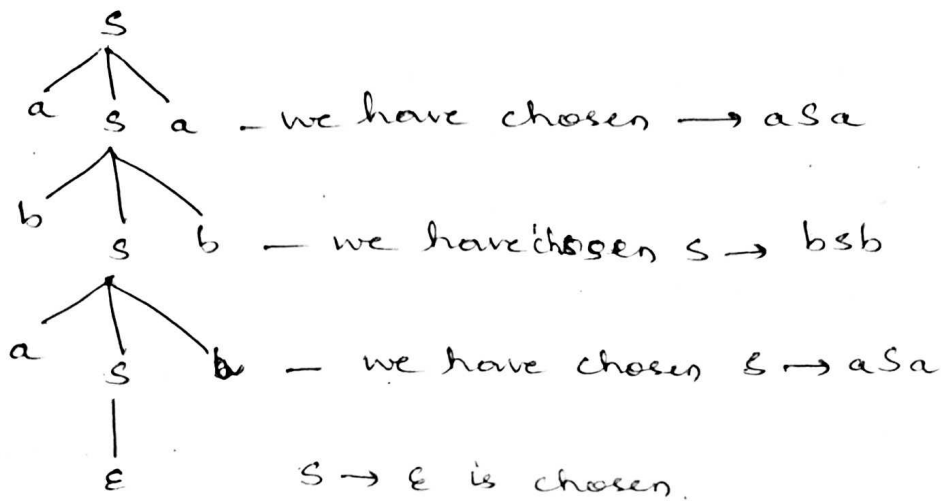 S
a S a – we have chosen → aSa
b S b – we have chosen S → bsb
a S – we have chosen S → aSa
ε S → ε is chosen.